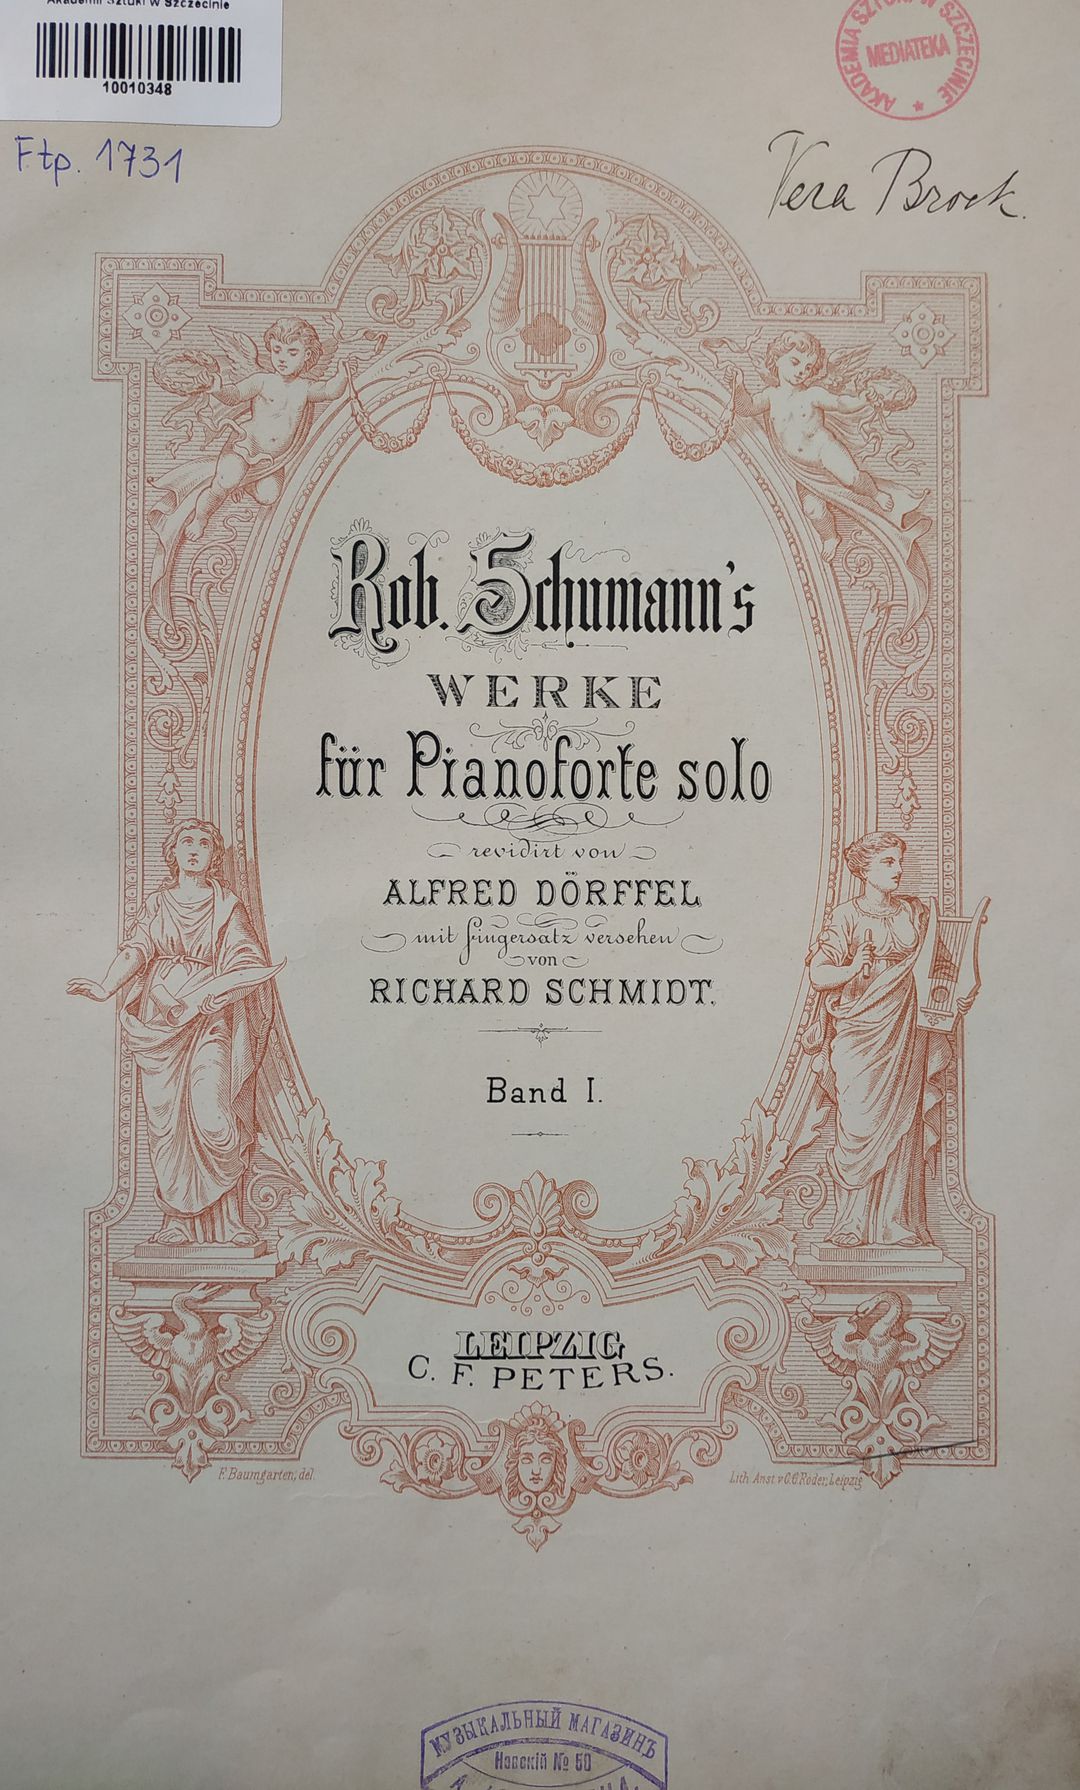 Akademii Sztuki w Szczecinie
10010348
AKADEMIA SZTUKI W SZCZECINIE
MEDIATEKA
Ftp. 1731
Vera Brock.
Rob. Schumann's
WERKE
für Pianoforte solo
revidirt von
ALFRED DÖRFFEL
mit Fingersatz versehen
von
RICHARD SCHMIDT.
Band I.
LEIPZIG
C. F. PETERS.
F. Baumgarten, del.
Lith. Anst. v. C. G. Röder, Leipzig
МУЗЫКАЛЬНЫЙ МАГАЗИНЪ
Невскій № 50